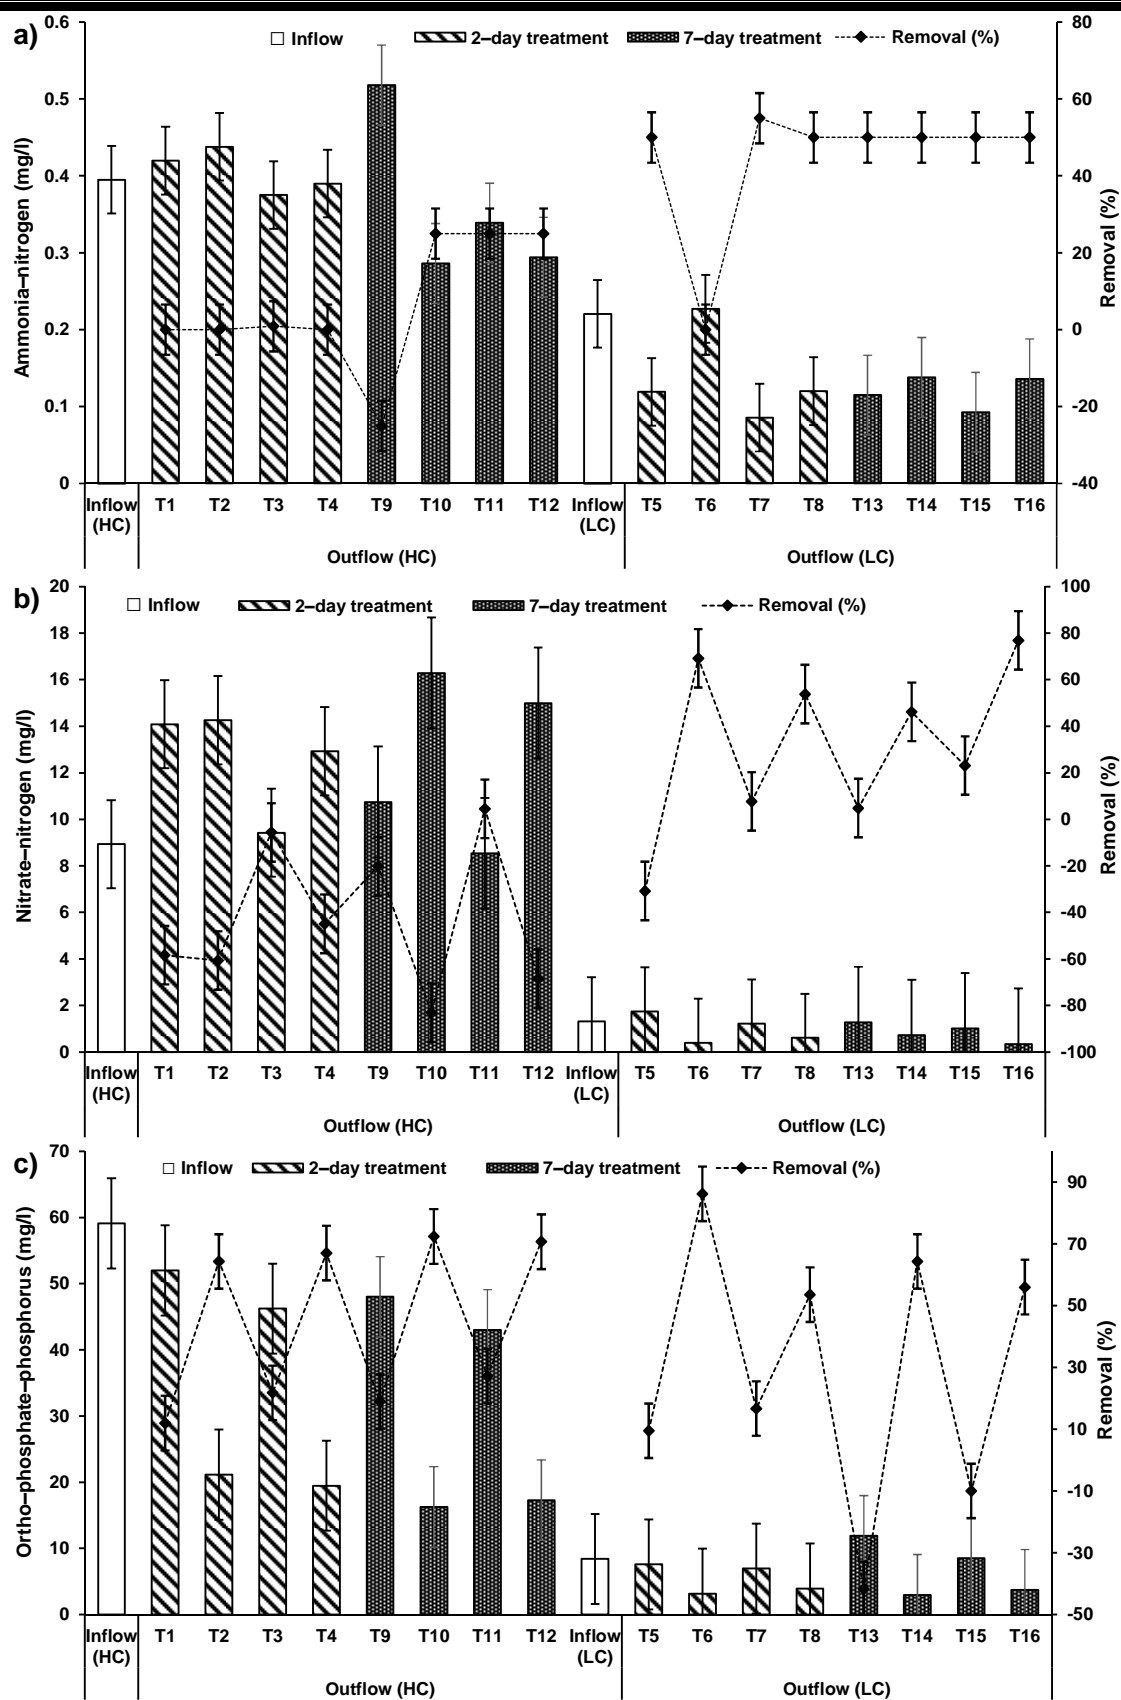 a)
Inflow
2–day treatment
7–day treatment
Removal (%)
Ammonia–nitrogen (mg/l)
0.6
0.5
0.4
0.3
0.2
0.1
0
80
60
40
20
0
-20
-40
Removal (%)
Inflow (HC) T1 T2 T3 T4 T9 T10 T11 T12 Inflow (LC) T5 T6 T7 T8 T13 T14 T15 T16
Outflow (HC) Outflow (LC)
b)
Inflow
2–day treatment
7–day treatment
Removal (%)
Nitrate–nitrogen (mg/l)
20
18
16
14
12
10
8
6
4
2
0
100
80
60
40
20
0
-20
-40
-60
-80
-100
Removal (%)
Inflow (HC) T1 T2 T3 T4 T9 T10 T11 T12 Inflow (LC) T5 T6 T7 T8 T13 T14 T15 T16
Outflow (HC) Outflow (LC)
c)
Inflow
2–day treatment
7–day treatment
Removal (%)
Ortho–phosphate–phosphorus (mg/l)
70
60
50
40
30
20
10
0
90
70
50
30
10
-10
-30
-50
Removal (%)
Inflow (HC) T1 T2 T3 T4 T9 T10 T11 T12 Inflow (LC) T5 T6 T7 T8 T13 T14 T15 T16
Outflow (HC) Outflow (LC)